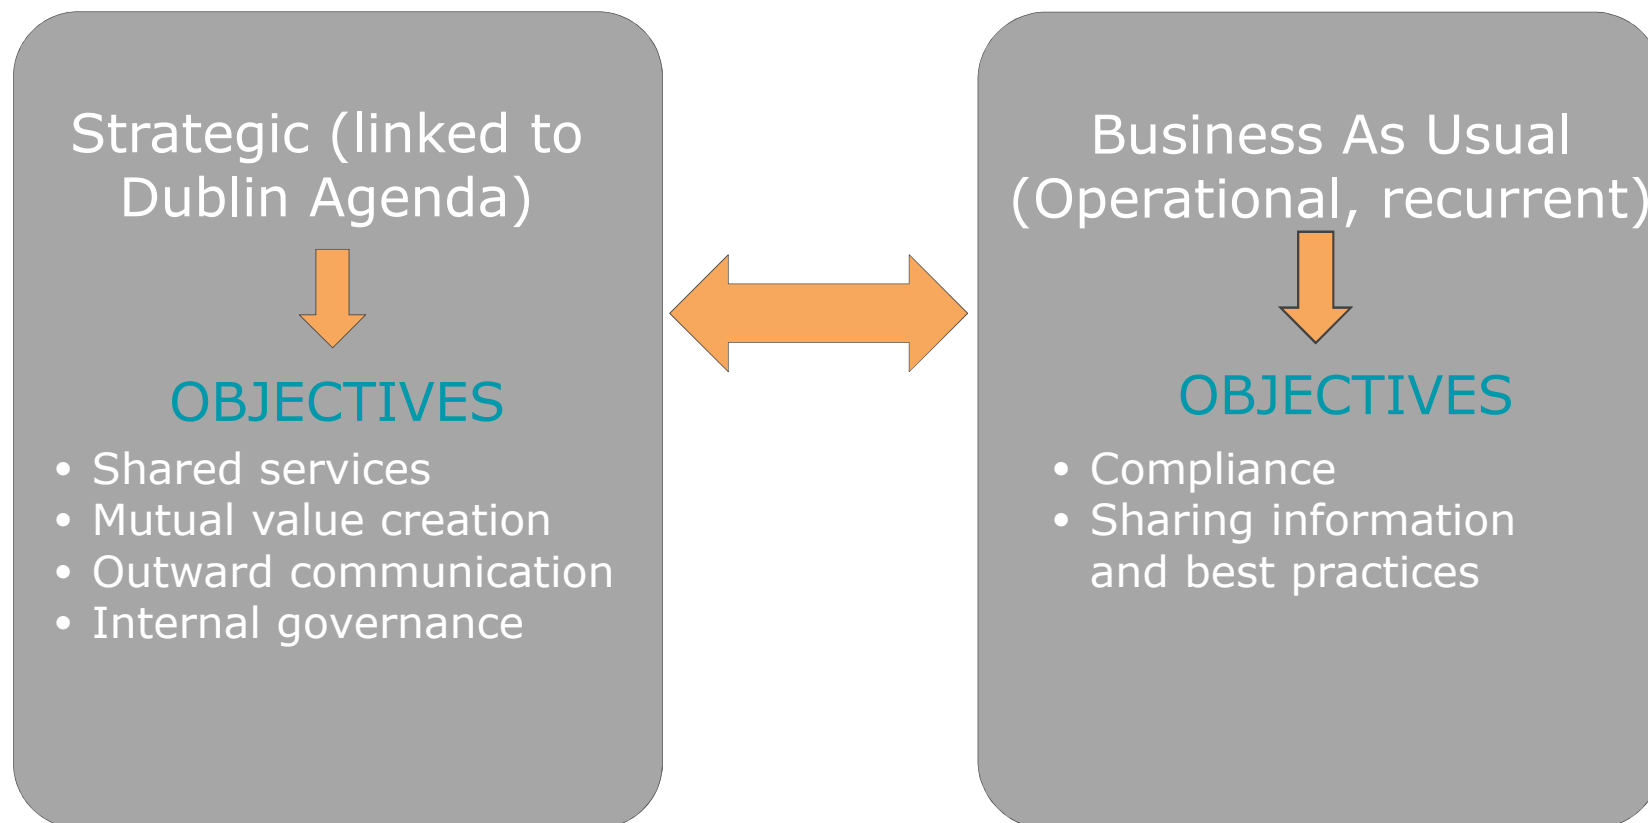 Strategic (linked to
Dublin Agenda)
OBJECTIVES
• Shared services
• Mutual value creation
• Outward communication
• Internal governance
Business As Usual
(Operational, recurrent)
OBJECTIVES
• Compliance
• Sharing information
and best practices